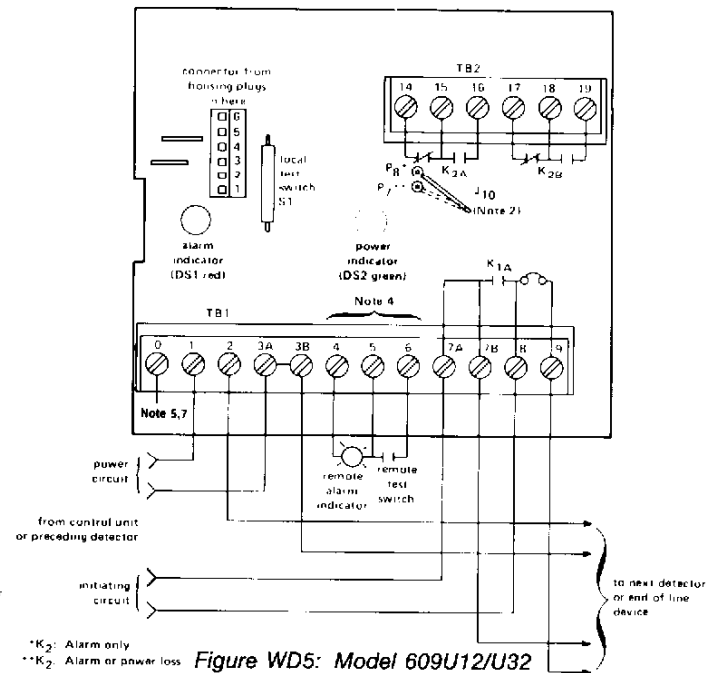 connector from
housing plugs
n here
6
5
4
3
2
1
local
test
switch
S1
TB2
14 15 16 17 18 19
K2A
K2B
P8*
P7**
J10
(Note 2)
alarm
indicator
(DS1 red)
power
indicator
(DS2 green)
K1A
Note 4
TB1
0 1 2 3A 3B 4 5 6 7A 7B 8 9
Note 5,7
power
circuit
remote
alarm
indicator
remote
test
switch
from control unit
or preceding detector
initiating
circuit
to next detector
or end of line
device
*K2: Alarm only
**K2: Alarm or power loss
Figure WD5: Model 609U12/U32